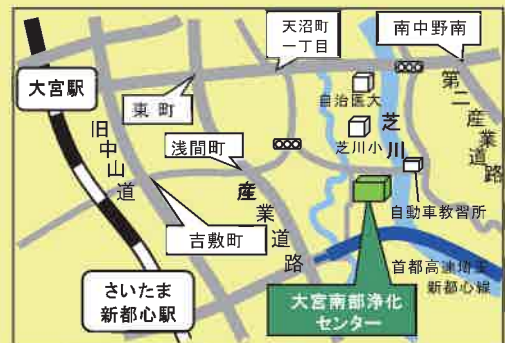 天沼町
一丁目
南中野南
大宮駅
自治医大
第二産業道路
東町
芝川
旧中山道
浅間町
芝川小
産業道路
自動車教習所
吉敷町
首都高速埼玉
新都心線
さいたま
新都心駅
大宮南部浄化
センター